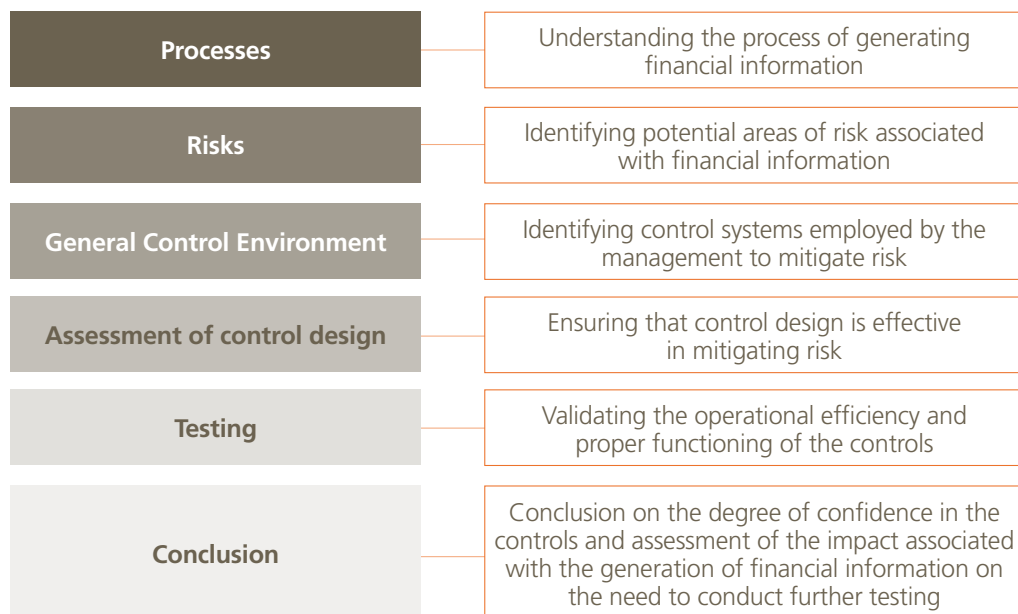 Processes
Understanding the process of generating
financial information
Risks
Identifying potential areas of risk associated
with financial information
General Control Environment
Identifying control systems employed by the
management to mitigate risk
Assessment of control design
Ensuring that control design is effective
in mitigating risk
Testing
Validating the operational efficiency and
proper functioning of the controls
Conclusion
Conclusion on the degree of confidence in the
controls and assessment of the impact associated
with the generation of financial information on
the need to conduct further testing